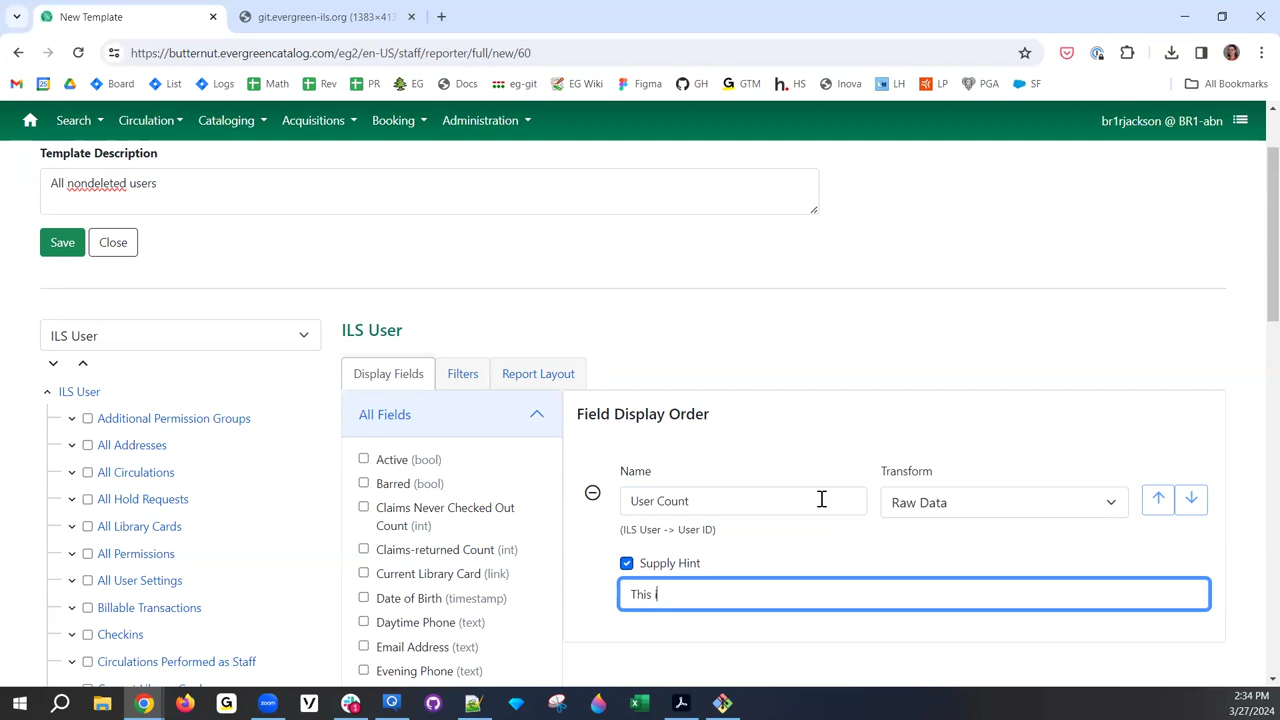 New Template
git.evergreen-ils.org (1383×413
https://butternut.evergreencatalog.com/eg2/en-US/staff/reporter/full/new/60
Board List Logs Math Rev PR EG Docs eg-git EG Wiki Figma GH GTM HS Inova LH LP PGA SF All Bookmarks
Search Circulation Cataloging Acquisitions Booking Administration br1rjackson @ BR1-abn
Template Description
All nondeleted users
Save Close
ILS User
ILS User
Display Fields Filters Report Layout
ILS User
Additional Permission Groups
All Addresses
All Circulations
All Hold Requests
All Library Cards
All Permissions
All User Settings
Billable Transactions
Checkins
Circulations Performed as Staff
All Fields
Active (bool)
Barred (bool)
Claims Never Checked Out
Count (int)
Claims-returned Count (int)
Current Library Card (link)
Date of Birth (timestamp)
Daytime Phone (text)
Email Address (text)
Evening Phone (text)
Field Display Order
Name Transform
User Count Raw Data
(ILS User -> User ID)
Supply Hint
This i
2:34 PM
3/27/2024